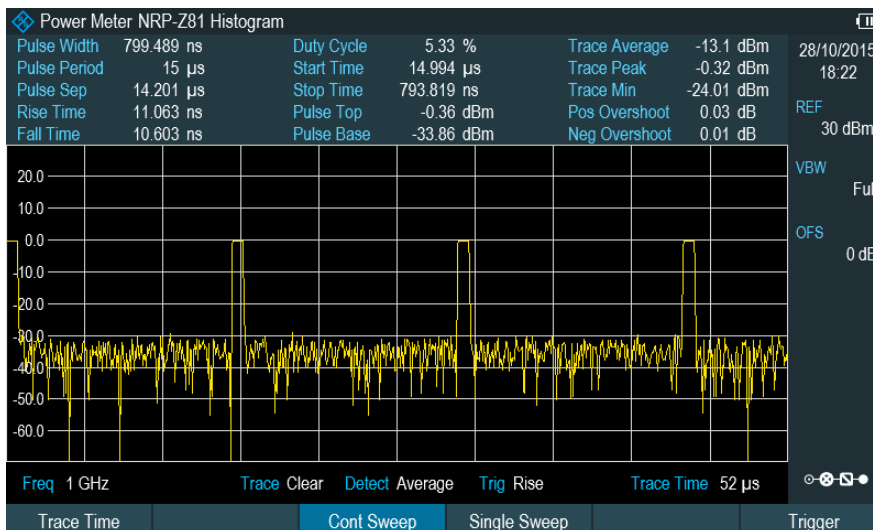 Power Meter NRP-Z81 Histogram
Pulse Width 799.489 ns Duty Cycle 5.33 % Trace Average -13.1 dBm
Pulse Period 15 µs Start Time 14.994 µs Trace Peak -0.32 dBm
Pulse Sep 14.201 µs Stop Time 793.819 ns Trace Min -24.01 dBm
Rise Time 11.063 ns Pulse Top -0.36 dBm Pos Overshoot 0.03 dB
Fall Time 10.603 ns Pulse Base -33.86 dBm Neg Overshoot 0.01 dB
28/10/2015
18:22
REF
30 dBm
VBW
Ful
OFS
0 dB
20.0
10.0
0.0
-10.0
-20.0
-30.0
-40.0
-50.0
-60.0
Freq 1 GHz Trace Clear Detect Average Trig Rise Trace Time 52 µs
Trace Time Cont Sweep Single Sweep Trigger